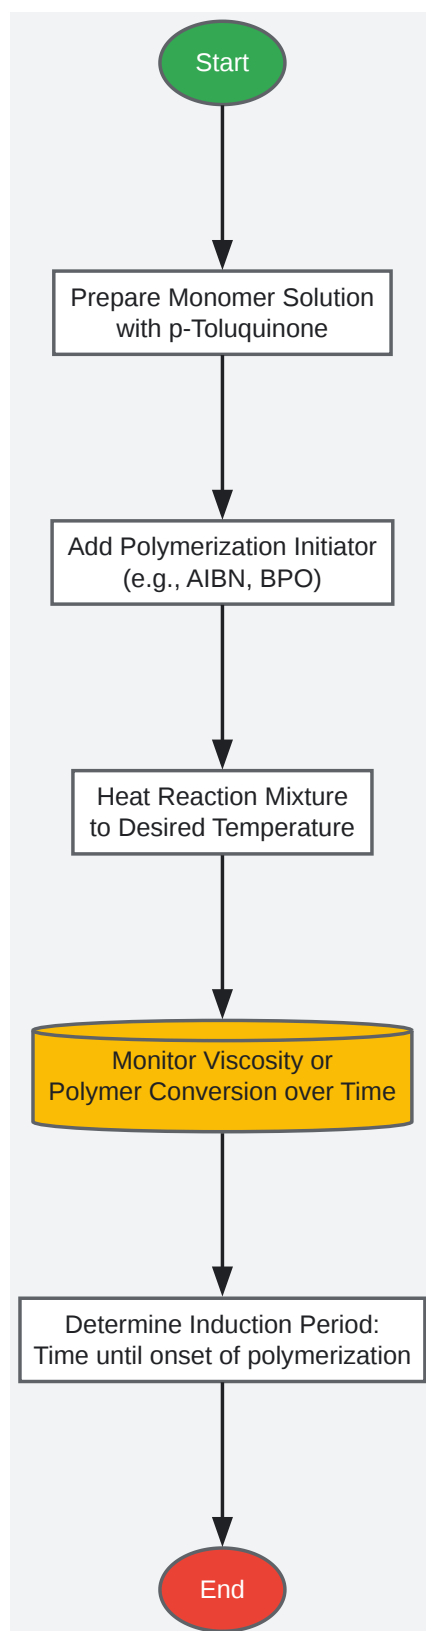 Start
Prepare Monomer Solution
with p-Toluquinone
Add Polymerization Initiator
(e.g., AIBN, BPO)
Heat Reaction Mixture
to Desired Temperature
Monitor Viscosity or
Polymer Conversion over Time
Determine Induction Period:
Time until onset of polymerization
End